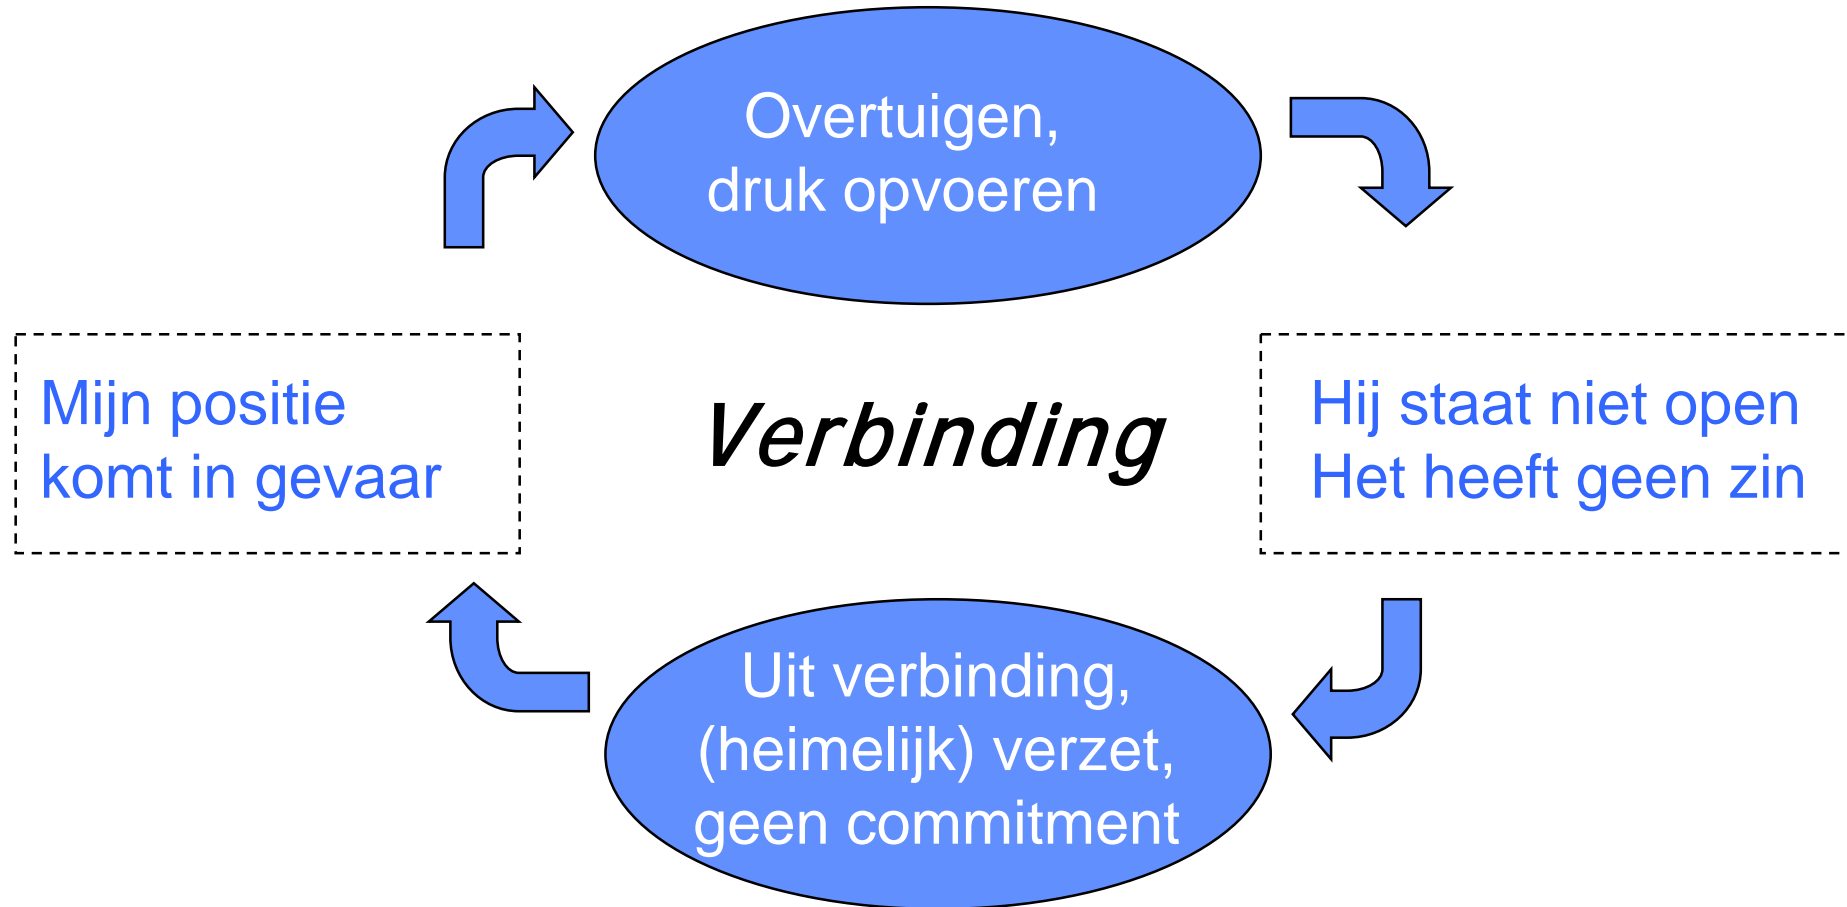 Overtuigen,
druk opvoeren
Mijn positie
komt in gevaar
Verbinding
Hij staat niet open
Het heeft geen zin
Uit verbinding,
(heimelijk) verzet,
geen commitment